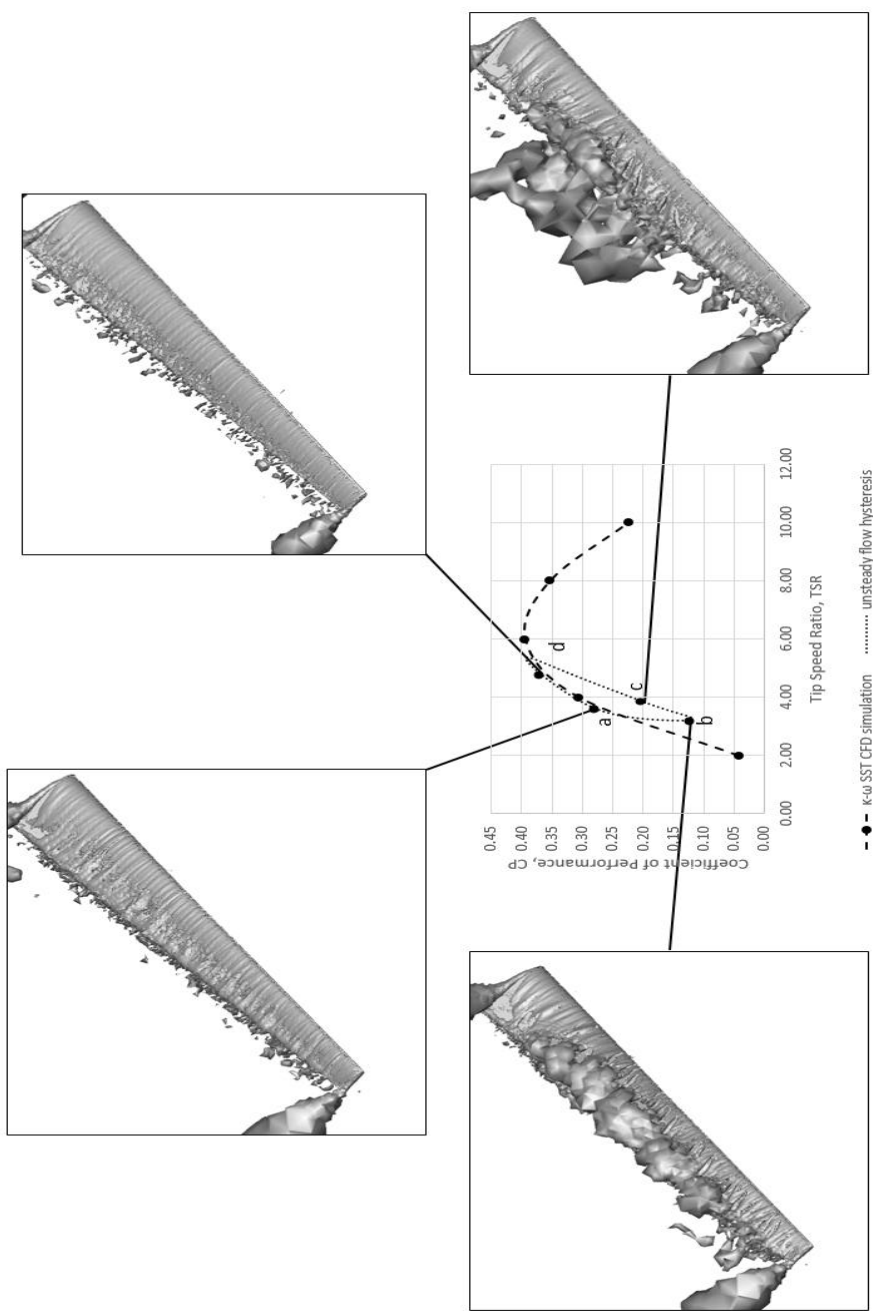 0.45
0.40
0.35
0.30
0.25
0.20
0.15
0.10
0.05
0.00
Coefficient of Performance, CP
a
b
c
d
0.00 2.00 4.00 6.00 8.00 10.00 12.00
Tip Speed Ratio, TSR
κ-ω SST CFD simulation unsteady flow hysteresis